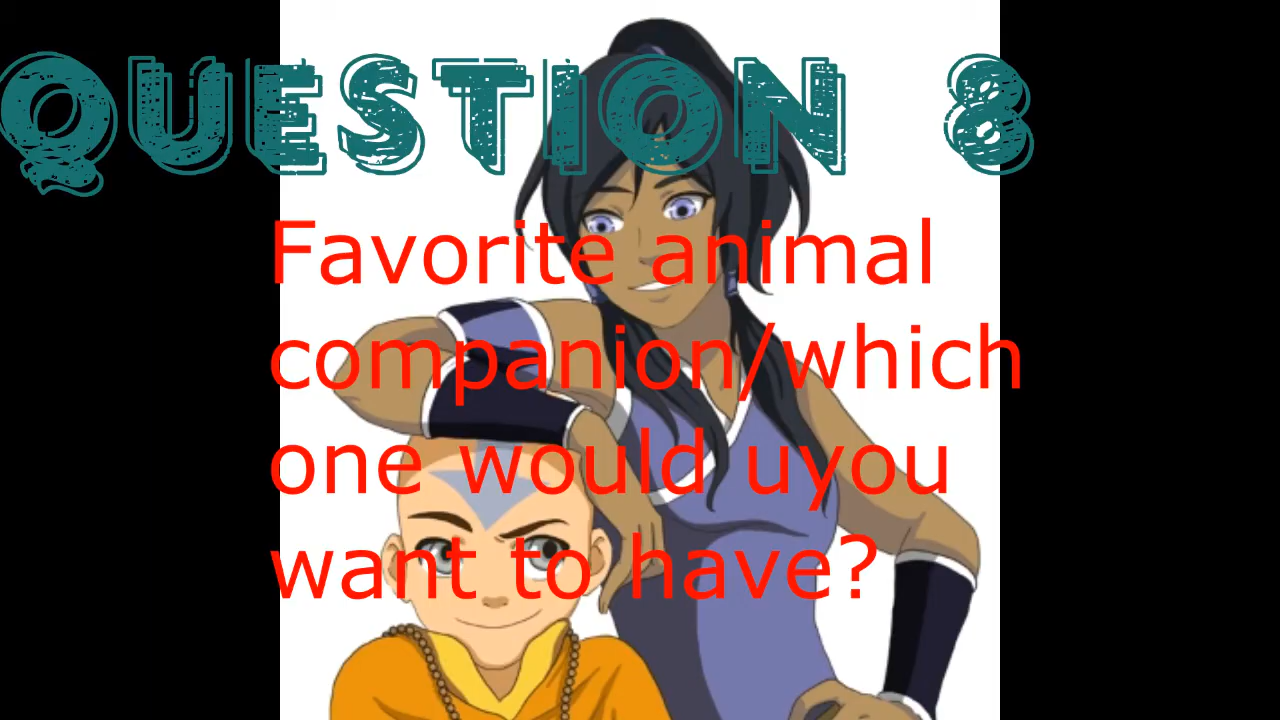 QUESTION 8
Favorite animal
companion/which
one would uyou
want to have?